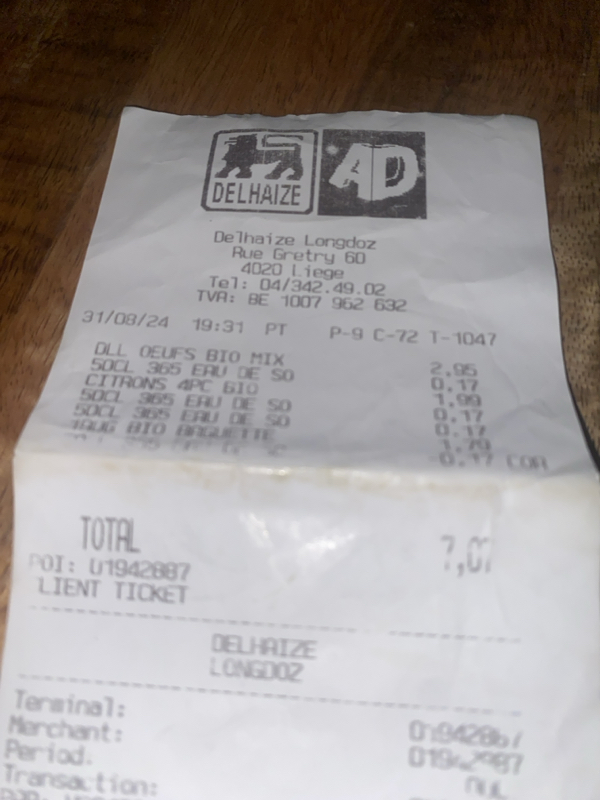 DELHAIZE AD
Delhaize Longdoz
Rue Gretry 60
4020 Liege
Tel: 04/342.49.02
TVA: BE 1007 962 632
31/08/24 19:31 PT P-9 C-72 T-1047
DLL OEUFS BIO MIX 2,95
50CL 365 EAU DE SO 0,17
CITRONS 4PC BIO 1,99
50CL 365 EAU DE SO 0,17
50CL 365 EAU DE SO 0,17
BIO BAGUETTE 1,79
-0,17 COR
TOTAL 7,07
POI: 01942887
LIENT TICKET
DELHAIZE
LONGDOZ
Terminal:
Merchant:
Period.
Transaction: